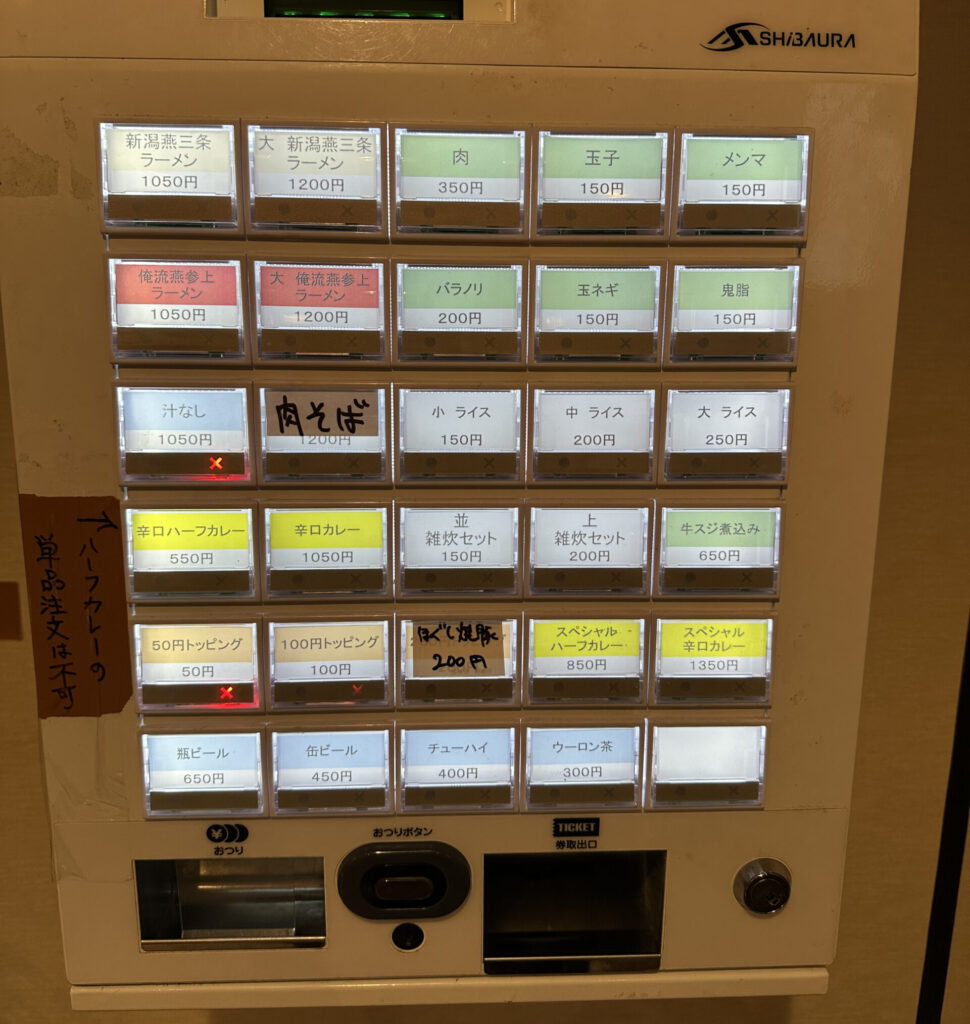 SHIBAURA
新潟燕三条
ラーメン
1050円
大 新潟燕三条
ラーメン
1200円
肉
350円
玉子
150円
メンマ
150円
俺流燕参上
ラーメン
1050円
大 俺流燕参上
ラーメン
1200円
バラノリ
200円
玉ネギ
150円
鬼脂
150円
汁なし
1050円
肉そば
1200円
小 ライス
150円
中 ライス
200円
大 ライス
250円
辛口ハーフカレー
550円
辛口カレー
1050円
並
雑炊セット
150円
上
雑炊セット
200円
牛スジ煮込み
650円
↑ハーフカレーの
単品注文は不可
50円トッピング
50円
100円トッピング
100円
ほぐし焼豚
200円
スペシャル
ハーフカレー
850円
スペシャル
辛口カレー
1350円
瓶ビール
650円
缶ビール
450円
チューハイ
400円
ウーロン茶
300円
おつり
おつりボタン
TICKET
券取出口